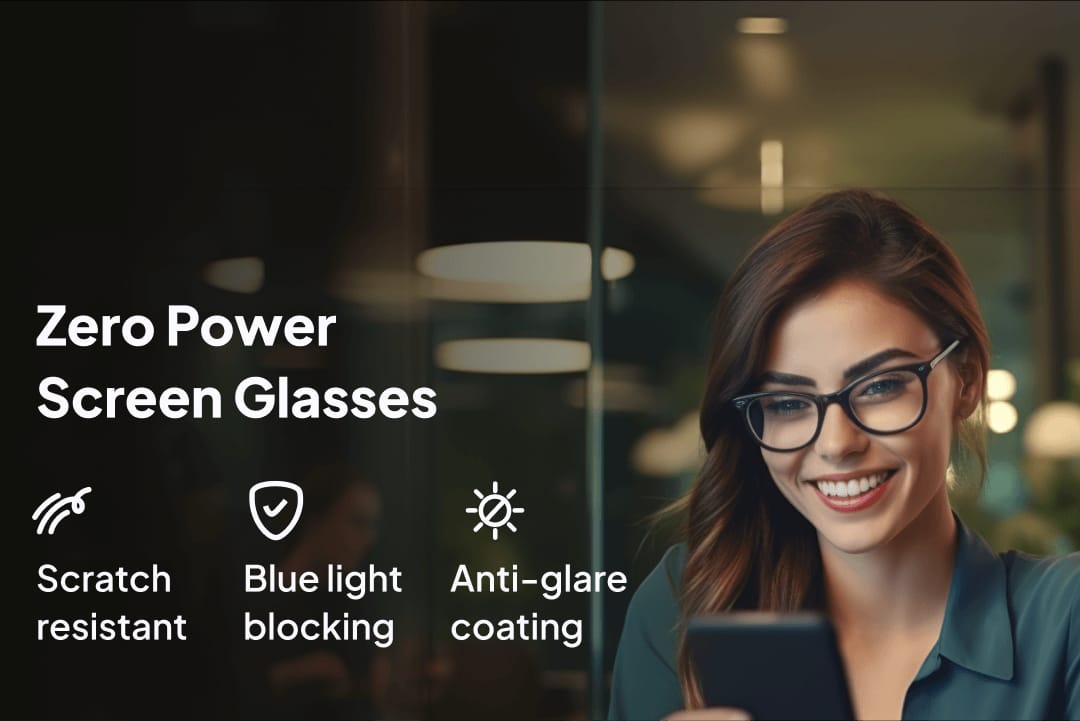 Zero Power
Screen Glasses
Scratch
resistant
Blue light
blocking
Anti-glare
coating